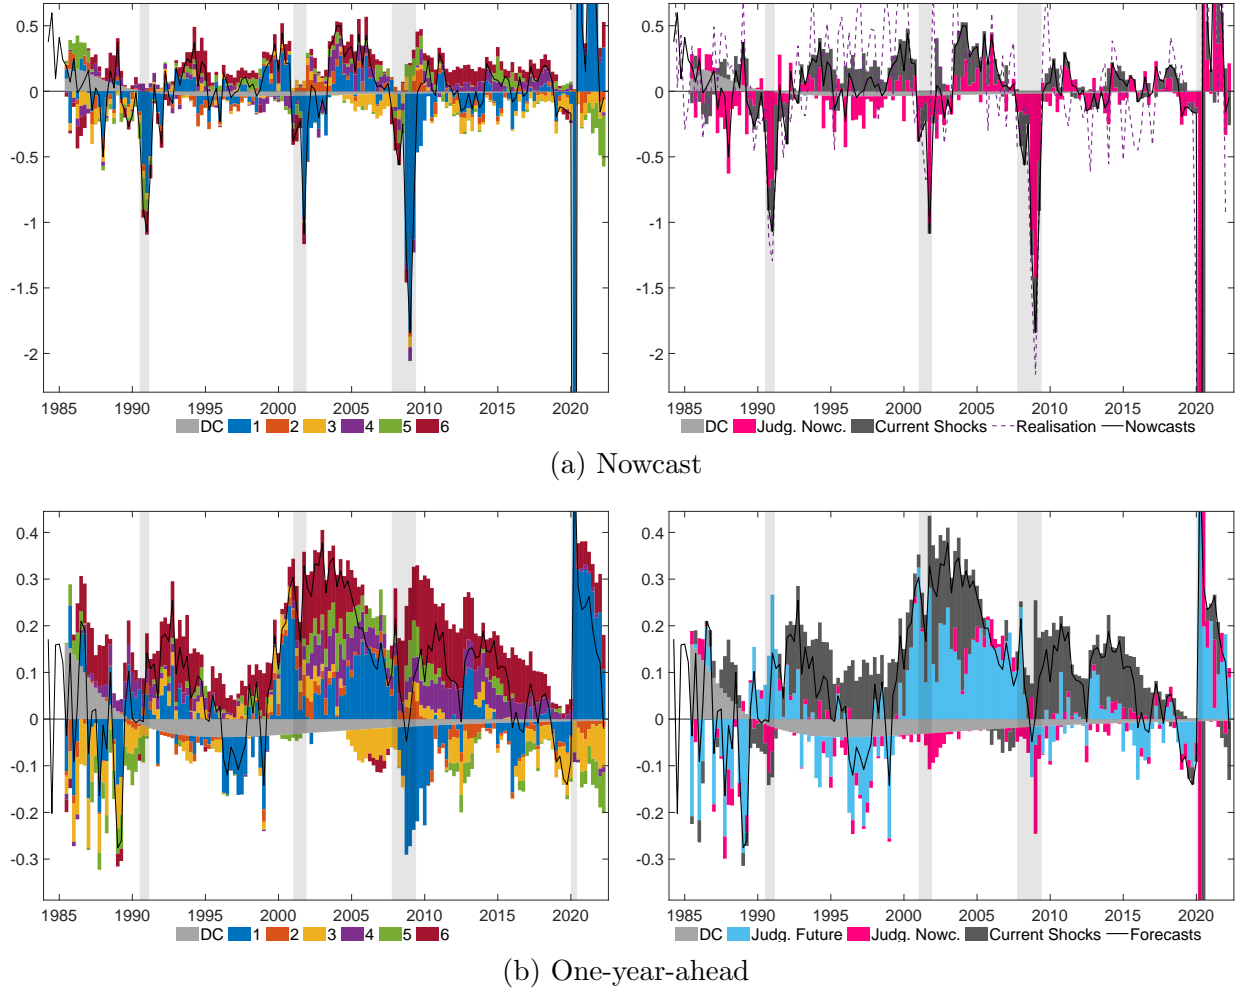 0.5
0
-0.5
-1
-1.5
-2
1985 1990 1995 2000 2005 2010 2015 2020
DC 1 2 3 4 5 6
0.5
0
-0.5
-1
-1.5
-2
1985 1990 1995 2000 2005 2010 2015 2020
DC Judg. Nowc. Current Shocks Realisation Nowcasts
(a) Nowcast
0.4
0.3
0.2
0.1
0
-0.1
-0.2
-0.3
1985 1990 1995 2000 2005 2010 2015 2020
DC 1 2 3 4 5 6
0.4
0.3
0.2
0.1
0
-0.1
-0.2
-0.3
1985 1990 1995 2000 2005 2010 2015 2020
DC Judg. Future Judg. Nowc. Current Shocks Forecasts
(b) One-year-ahead